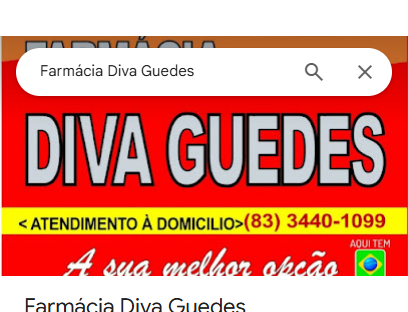 FARMÁCIA
Farmácia Diva Guedes
DIVA GUEDES
< ATENDIMENTO À DOMICILIO>(83) 3440-1099
AQUI TEM
A sua melhor opção
Farmácia Diva Guedes